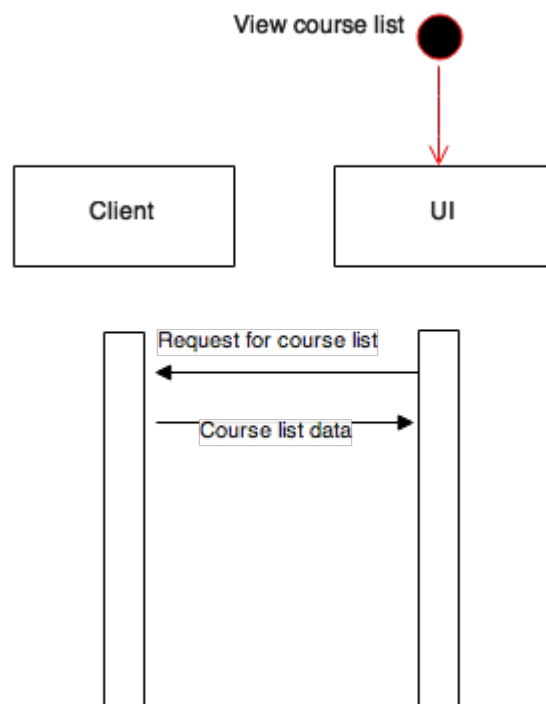 View course list
Client
UI
Request for course list
Course list data